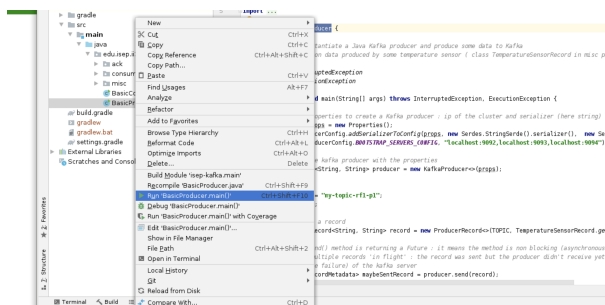 gradle
src
main
java
edu.isep.i
ack
consum
misc
BasicCo
BasicPr
build.gradle
gradlew
gradlew.bat
settings.gradle
External Libraries
Scratches and Consol
2: Favorites
Z: Structure
Terminal
Build
New
Cut Ctrl+X
Copy Ctrl+C
Copy Reference Ctrl+Alt+Shift+C
Copy Path...
Paste Ctrl+V
Find Usages Alt+F7
Analyze
Refactor
Add to Favorites
Browse Type Hierarchy Ctrl+H
Reformat Code Ctrl+Alt+L
Optimize Imports Ctrl+Alt+O
Delete... Delete
Build Module 'isep-kafka.main'
Recompile 'BasicProducer.java' Ctrl+Shift+F9
Run 'BasicProducer.main()' Ctrl+Shift+F10
Debug 'BasicProducer.main()'
Run 'BasicProducer.main()' with Coverage
Edit 'BasicProducer.main()'...
Show in File Manager
File Path Ctrl+Alt+Shift+2
Open in Terminal
Local History
Git
Reload from Disk
Compare With... Ctrl+D
import ...
ducer {
tantiate a Java Kafka producer and produce some data to Kafka
on data produced by some temperature sensor ( class TemperatureSensorRecord in misc p
uptedException
ionException
d main(String[] args) throws InterruptedException, ExecutionException {
operties to create a Kafka producer : ip of the cluster and serializer (here string)
ops = new Properties();
ducerConfig.addSerializerToConfig(props, new Serdes.StringSerde().serializer(), new Se
ducerConfig.BOOTSTRAP_SERVERS_CONFIG, "localhost:9092,localhost:9093,localhost:9094")
e kafka producer with the properties
<String, String> producer = new KafkaProducer<>(props);
= "my-topic-rf1-p1";
a record
ecord<String, String> record = new ProducerRecord<>(TOPIC, TemperatureSensorRecord.ge
nd() method is returning a future : it means the method is non blocking (asynchronous
ultiple records 'in flight' : the record was sent but the producer didn't receive yet
e failure) of the kafka server
cordMetadata> maybeSentRecord = producer.send(record);